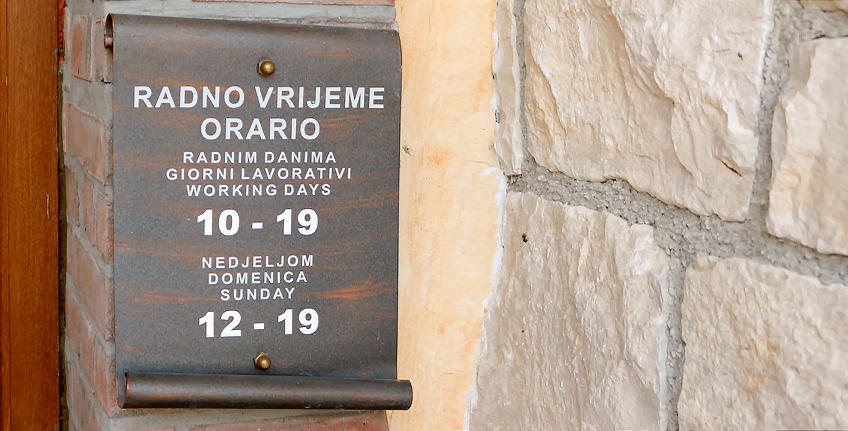 RADNO VRIJEME
ORARIO
RADNIM DANIMA
GIORNI LAVORATIVI
WORKING DAYS
10 - 19
NEDJELJOM
DOMENICA
SUNDAY
12 - 19